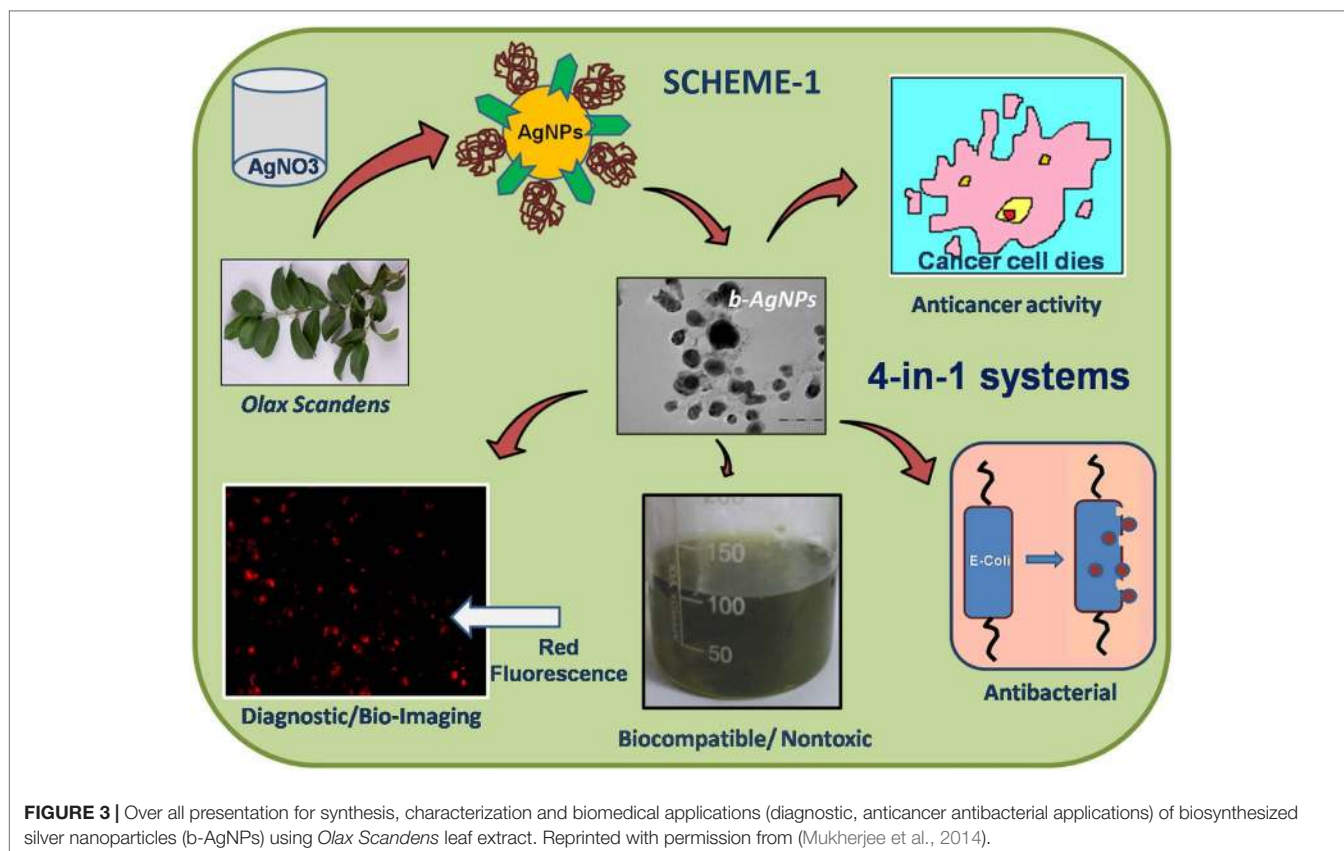 SCHEME-1
AgNO3
AgNPs
Cancer cell dies
Anticancer activity
Olax Scandens
b-AgNPs
4-in-1 systems
Red
Fluorescence
Diagnostic/Bio-Imaging
150
100
50
Biocompatible/ Nontoxic
E-Coli
Antibacterial
FIGURE 3 | Over all presentation for synthesis, characterization and biomedical applications (diagnostic, anticancer antibacterial applications) of biosynthesized
silver nanoparticles (b-AgNPs) using Olax Scandens leaf extract. Reprinted with permission from (Mukherjee et al., 2014).